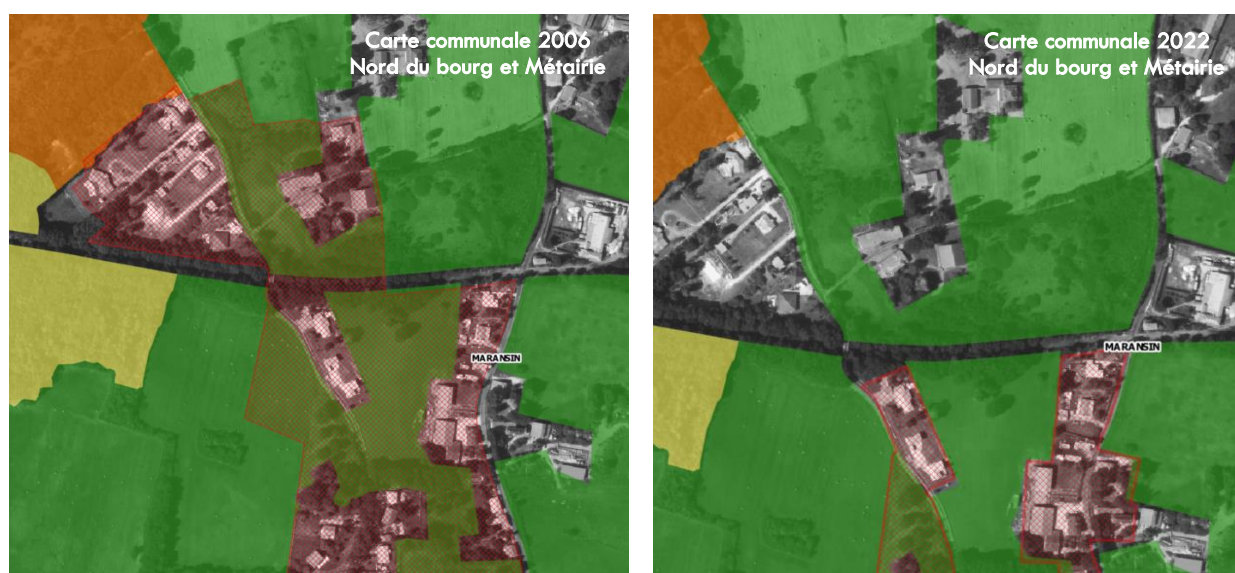 Carte communale 2006
Nord du bourg et Métairie
MARANSIN
Carte communale 2022
Nord du bourg et Métairie
MARANSIN